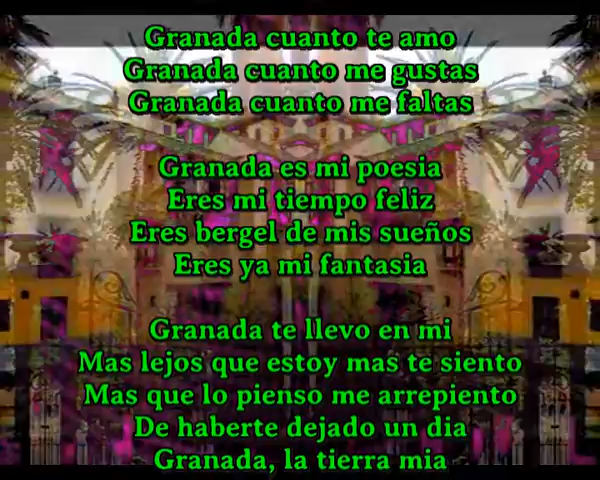 Granada cuanto te amo
Granada cuanto me gustas
Granada cuanto me faltas
Granada es mi poesia
Eres mi tiempo feliz
Eres bergel de mis sueños
Eres ya mi fantasia
Granada te llevo en mi
Mas lejos que estoy mas te siento
Mas que lo pienso me arrepiento
De haberte dejado un dia
Granada, la tierra mia